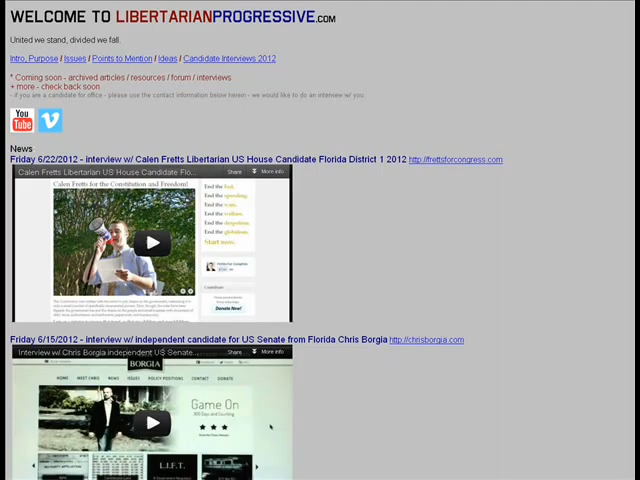 WELCOME TO LIBERTARIANPROGRESSIVE.COM
United we stand, divided we fall.
Intro, Purpose / Issues / Points to Mention / Ideas / Candidate Interviews 2012
* Coming soon - archived articles / resources / forum / interviews
+ more - check back soon
- if you are a candidate for office - please use the contact information below herein - we would like to do an interview w/ you
You
Tube
News
Friday 6/22/2012 - interview w/ Calen Fretts Libertarian US House Candidate Florida District 1 2012 http://frettsforcongress.com
Calen Fretts Libertarian US House Candidate Flo... Share More info
Calen Fretts for the Constitution and Freedom!
End the Fed.
End the spending.
End the wars.
End the welfare.
End the despotism.
End the globalism.
Start now.
Contribute
Donate Now!
Friday 6/15/2012 - interview w/ independent candidate for US Senate from Florida Chris Borgia http://chrisborgia.com
Interview w/ Chris Borgia independent US Senate... Share More info
BORGIA
HOME MEET CHRIS NEWS ISSUES POLICY POSITIONS CONTACT DONATE
Game On
L.I.F.T.